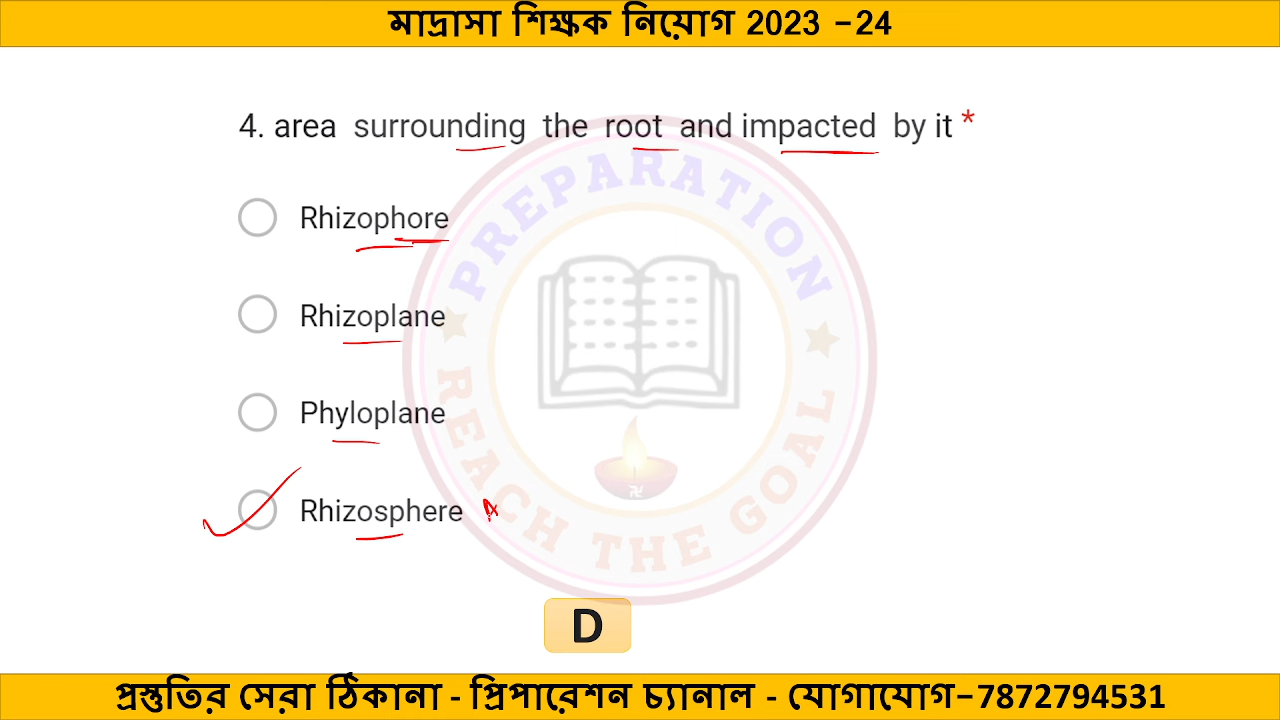 মাদ্রাসা শিক্ষক নিয়োগ 2023 -24
4. area surrounding the root and impacted by it *
Rhizophore
Rhizoplane
Phyloplane
Rhizosphere
PREPARATION
REACH THE GOAL
D
প্রস্তুতির সেরা ঠিকানা - প্রিপারেশন চ্যানাল - যোগাযোগ-7872794531